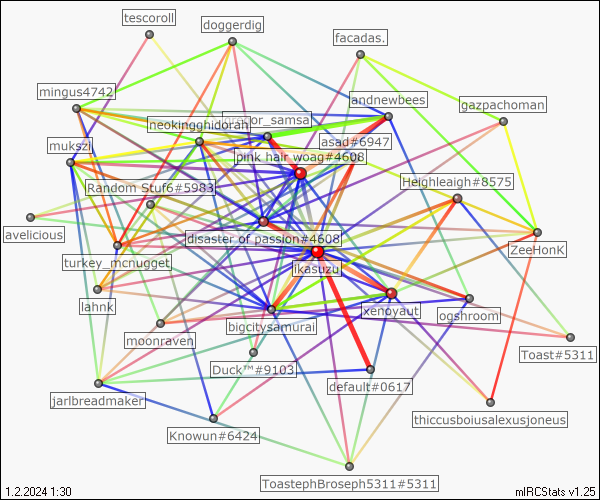 tescoroll
doggerdig
facadas.
mingus4742
andnewbees
gazpachoman
neokingghidorah
or_samsa
mukszi
asad#6947
pink hair woag#4608
Random Stuf6#5983
Heighleaigh#8575
avelicious
disaster of passion#4608
ZeeHonK
turkey_mcnugget
likasuzu
lahnk
bigcitysamurai
xenoyaut
ogshroom
moonraven
Toast#5311
Duck™#9103
default#0617
jarlbreadmaker
thiccusboiusalexusjoneus
Knowun#6424
ToastephBroseph5311#5311
1.2.2024 1:30
mIRCStats v1.25